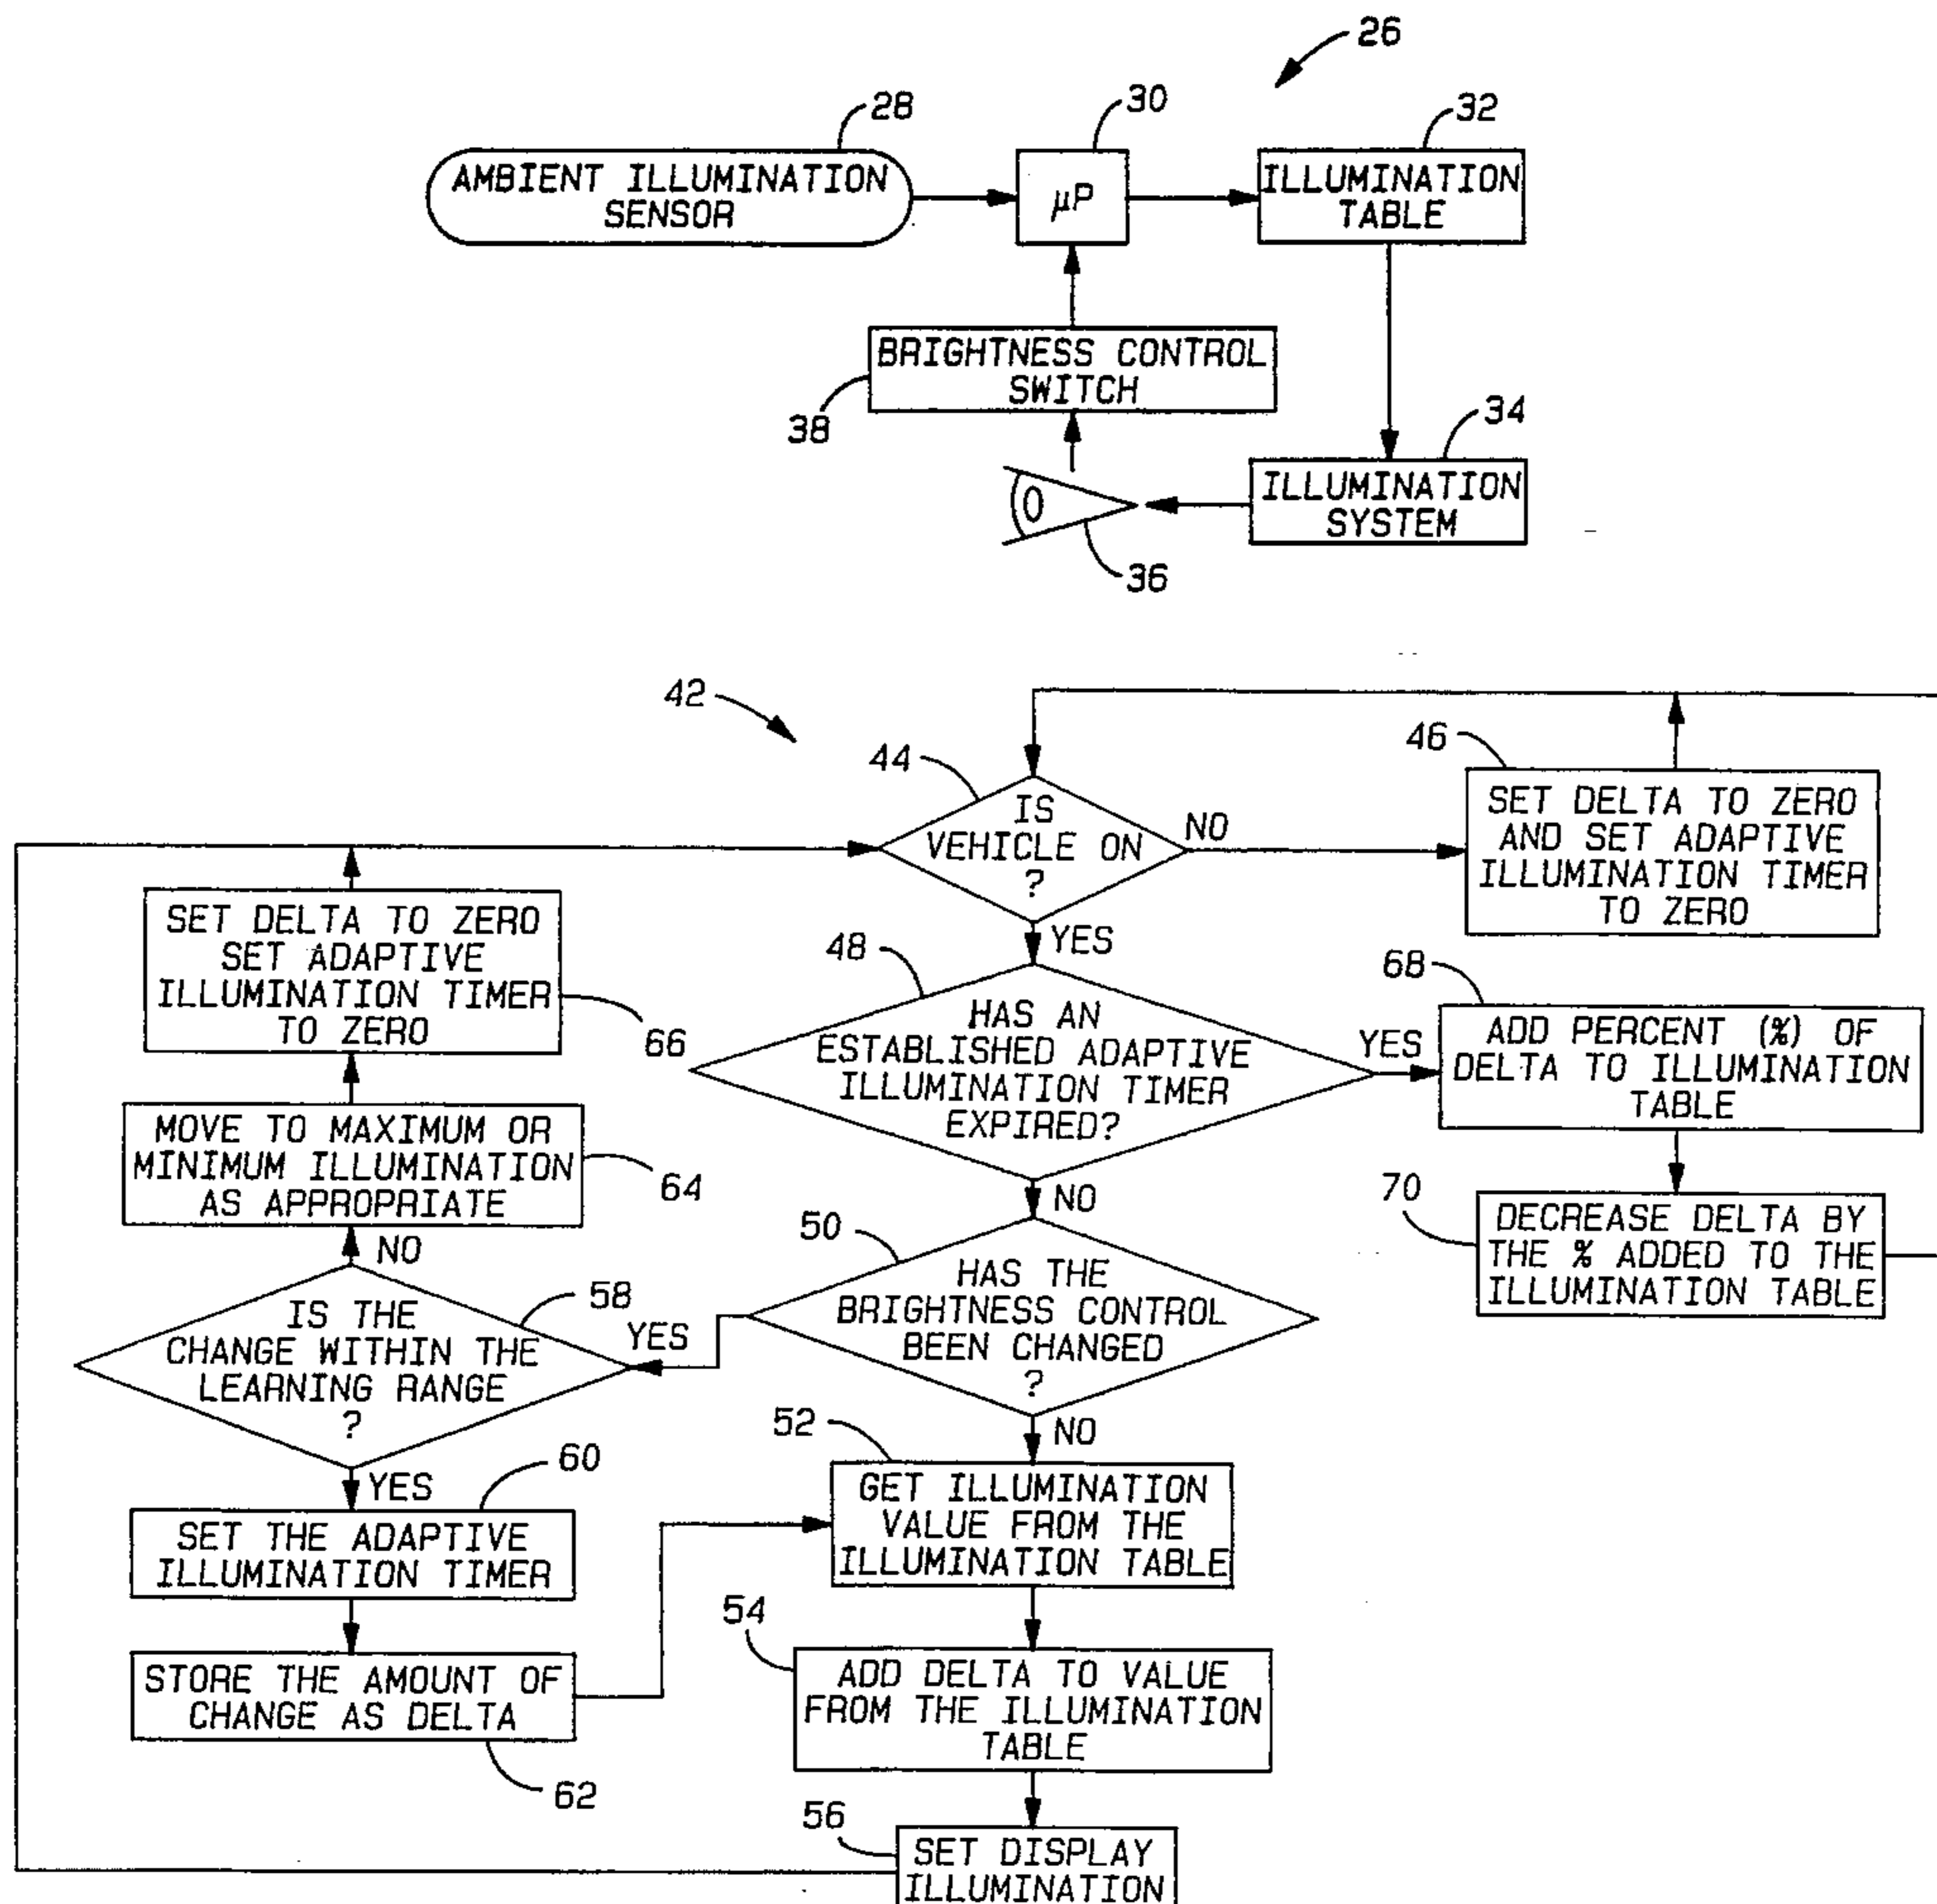 26
28
30
32
AMBIENT ILLUMINATION
SENSOR
µP
ILLUMINATION
TABLE
BRIGHTNESS CONTROL
SWITCH
38
34
ILLUMINATION
SYSTEM
36
42
44
IS
VEHICLE ON
?
NO
YES
46
SET DELTA TO ZERO
AND SET ADAPTIVE
ILLUMINATION TIMER
TO ZERO
SET DELTA TO ZERO
SET ADAPTIVE
ILLUMINATION TIMER
TO ZERO
66
48
HAS AN
ESTABLISHED ADAPTIVE
ILLUMINATION TIMER
EXPIRED?
YES
NO
68
ADD PERCENT (%) OF
DELTA TO ILLUMINATION
TABLE
MOVE TO MAXIMUM OR
MINIMUM ILLUMINATION
AS APPROPRIATE
64
70
DECREASE DELTA BY
THE % ADDED TO THE
ILLUMINATION TABLE
50
HAS THE
BRIGHTNESS CONTROL
BEEN CHANGED
?
YES
NO
NO
58
IS THE
CHANGE WITHIN THE
LEARNING RANGE
?
YES
60
SET THE ADAPTIVE
ILLUMINATION TIMER
52
GET ILLUMINATION
VALUE FROM THE
ILLUMINATION TABLE
STORE THE AMOUNT OF
CHANGE AS DELTA
62
54
ADD DELTA TO VALUE
FROM THE ILLUMINATION
TABLE
56
SET DISPLAY
ILLUMINATION